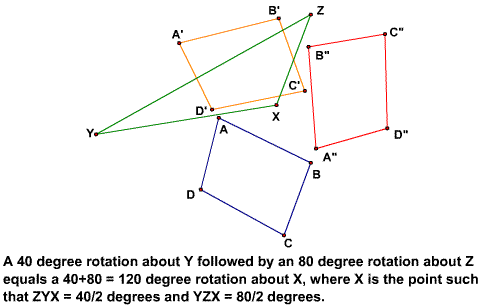 B' Z
A'
C"
B"
C'
D' X
Y A
D"
A"
B
D
C
A 40 degree rotation about Y followed by an 80 degree rotation about Z
equals a 40+80 = 120 degree rotation about X, where X is the point such
that ZYX = 40/2 degrees and YZX = 80/2 degrees.